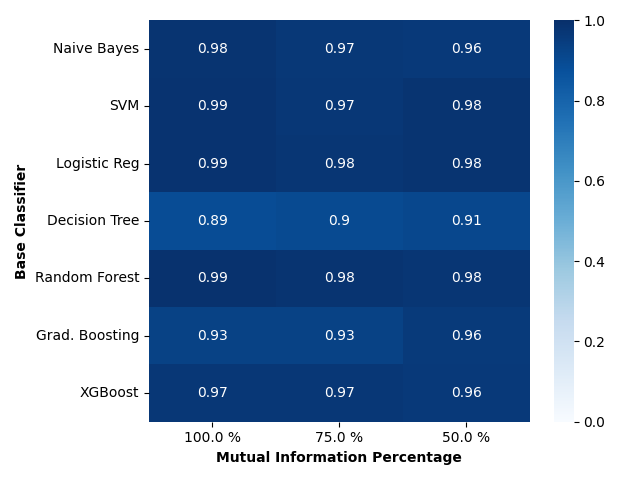 Naive Bayes 0.98 0.97 0.96
SVM 0.99 0.97 0.98
Logistic Reg 0.99 0.98 0.98
Decision Tree 0.89 0.9 0.91
Random Forest 0.99 0.98 0.98
Grad. Boosting 0.93 0.93 0.96
XGBoost 0.97 0.97 0.96
100.0 % 75.0 % 50.0 %
Mutual Information Percentage
Base Classifier
1.0
0.8
0.6
0.4
0.2
0.0